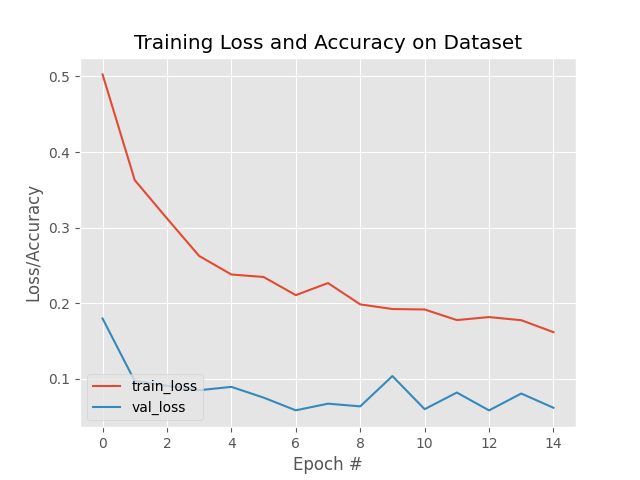 Training Loss and Accuracy on Dataset
Loss/Accuracy
0.5
0.4
0.3
0.2
0.1
train_loss
val_loss
0 2 4 6 8 10 12 14
Epoch #